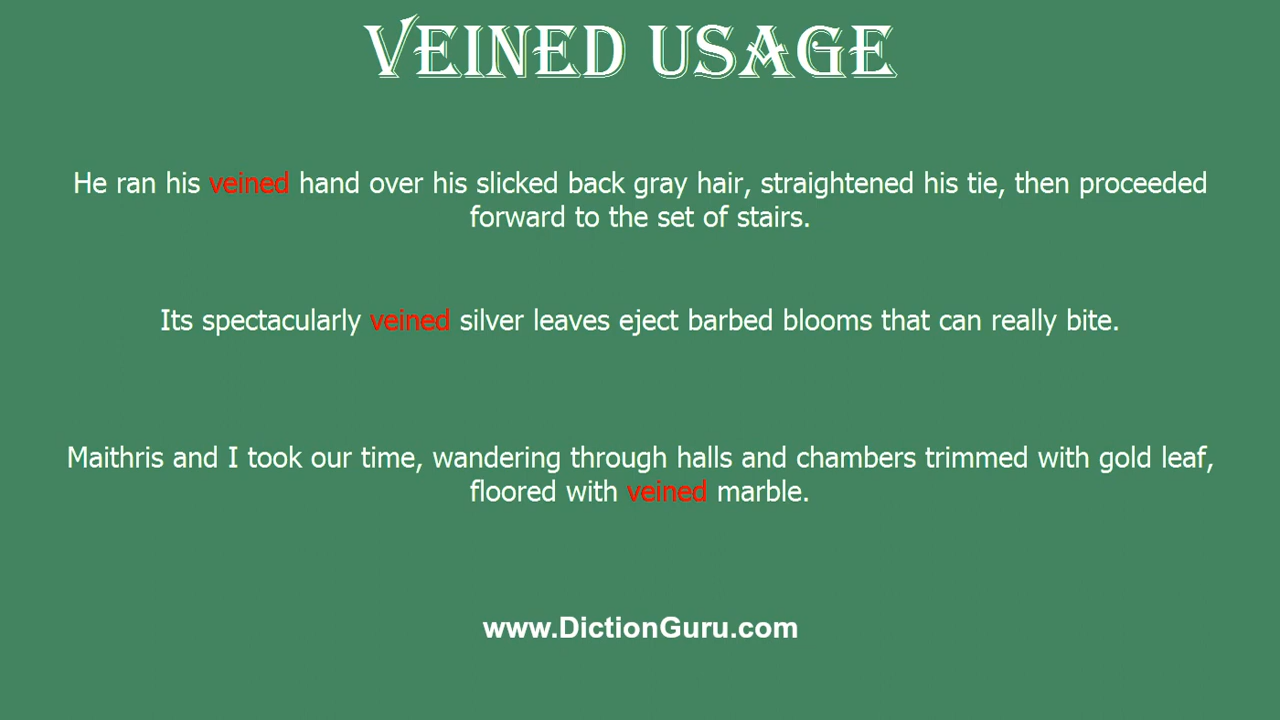 VEINED USAGE
He ran his veined hand over his slicked back gray hair, straightened his tie, then proceeded
forward to the set of stairs.
Its spectacularly veined silver leaves eject barbed blooms that can really bite.
Maithris and I took our time, wandering through halls and chambers trimmed with gold leaf,
floored with veined marble.
www.DictionGuru.com